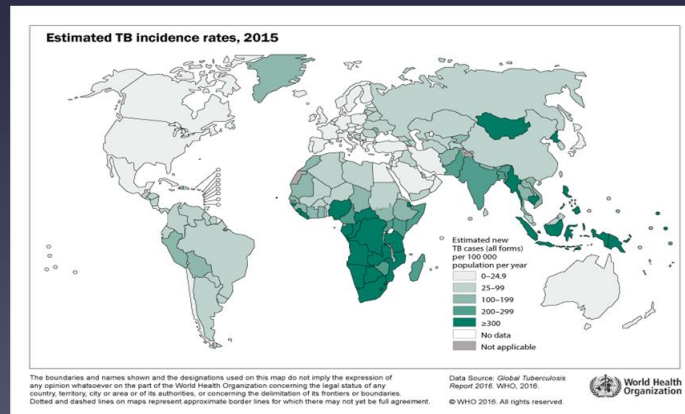 Estimated TB incidence rates, 2015
Estimated new
TB cases (all forms)
per 100 000
population per year
0–24.9
25–99
100–199
200–299
≥300
No data
Not applicable
The boundaries and names shown and the designations used on this map do not imply the expression of
any opinion whatsoever on the part of the World Health Organization concerning the legal status of any
country, territory, city or area or of its authorities, or concerning the delimitation of its frontiers or boundaries.
Dotted and dashed lines on maps represent approximate border lines for which there may not yet be full agreement.
Data Source: Global Tuberculosis
Report 2016. WHO, 2016.
© WHO 2016. All rights reserved.
World Health
Organization